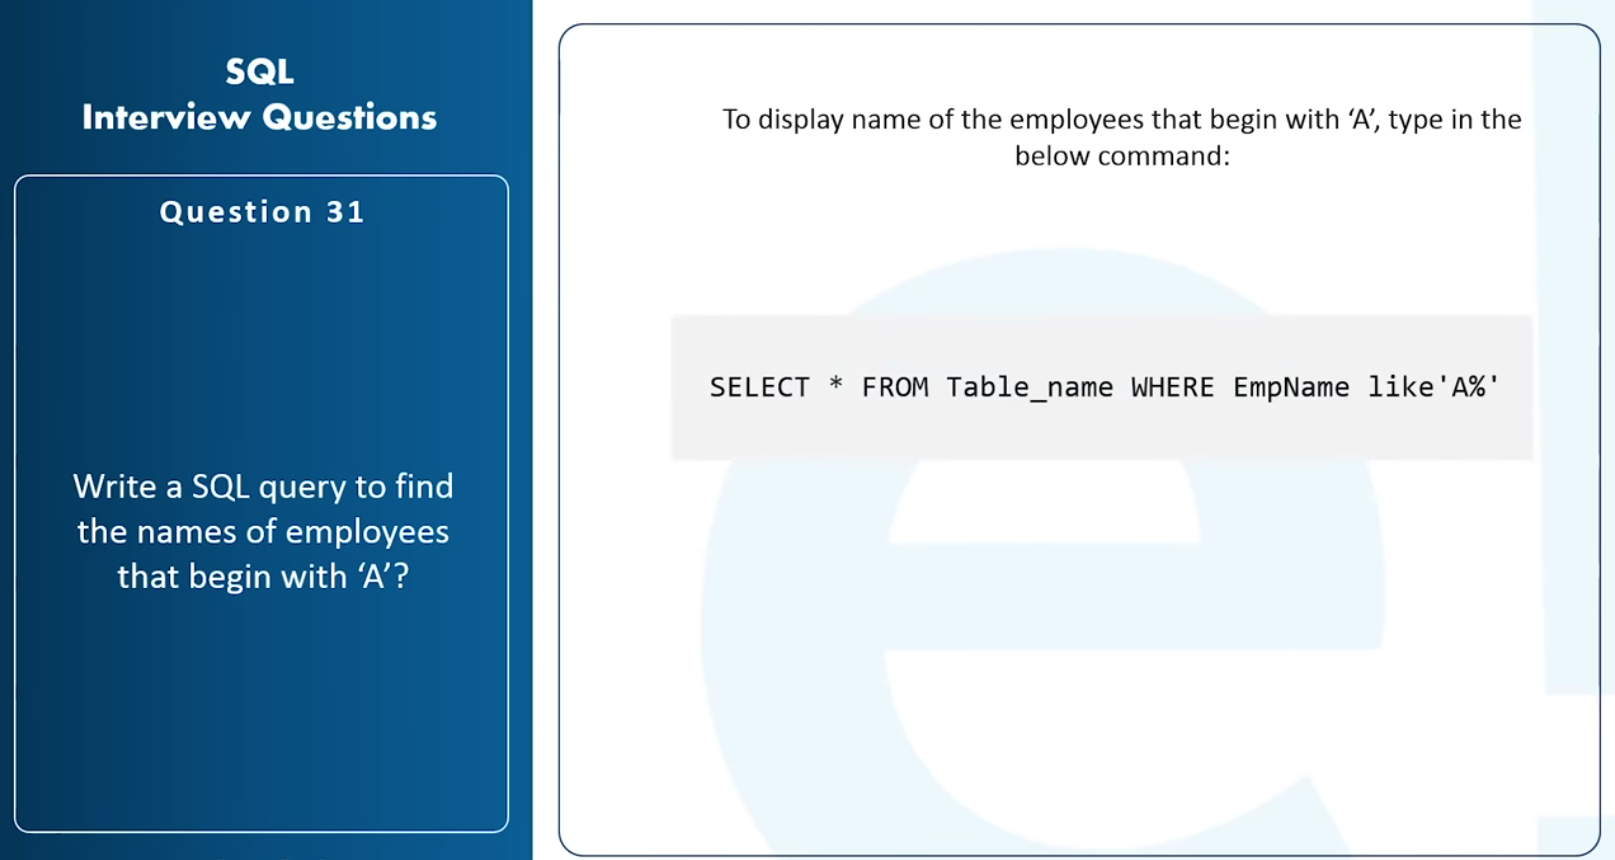 SQL
Interview Questions
Question 31
Write a SQL query to find
the names of employees
that begin with ‘A’?
To display name of the employees that begin with ‘A’, type in the
below command:
SELECT * FROM Table_name WHERE EmpName like'A%'